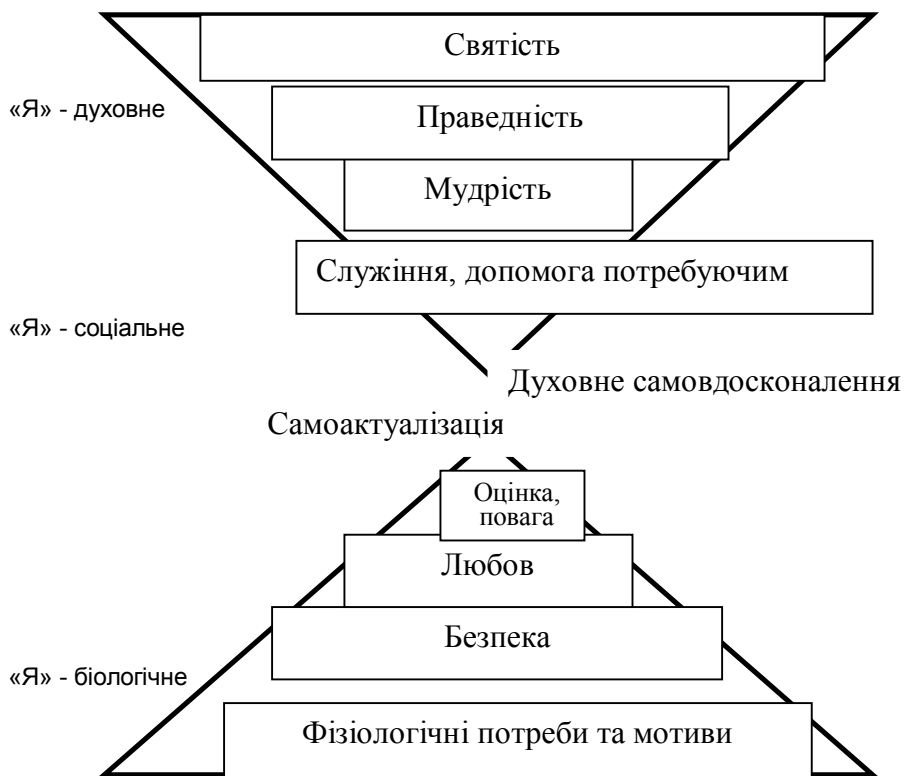 Святість
«Я» - духовне
Праведність
Мудрість
Служіння, допомога потребуючим
«Я» - соціальне
Духовне самовдосконалення
Самоактуалізація
Оцінка,
повага
Любов
Безпека
«Я» - біологічне
Фізіологічні потреби та мотиви